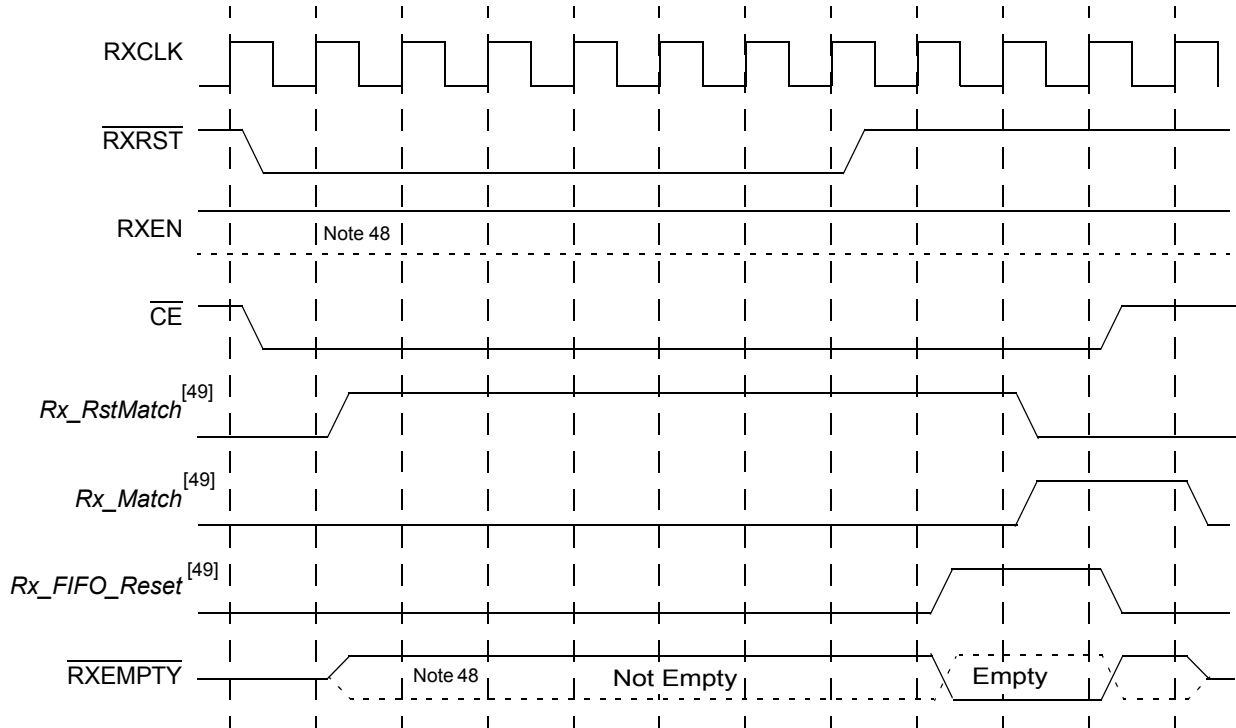 RXCLK
RXRST
RXEN
Note 48
CE
Rx_RstMatch[49]
Rx_Match[49]
Rx_FIFO_Reset[49]
RXEMPTY
Note 48
Not Empty
Empty